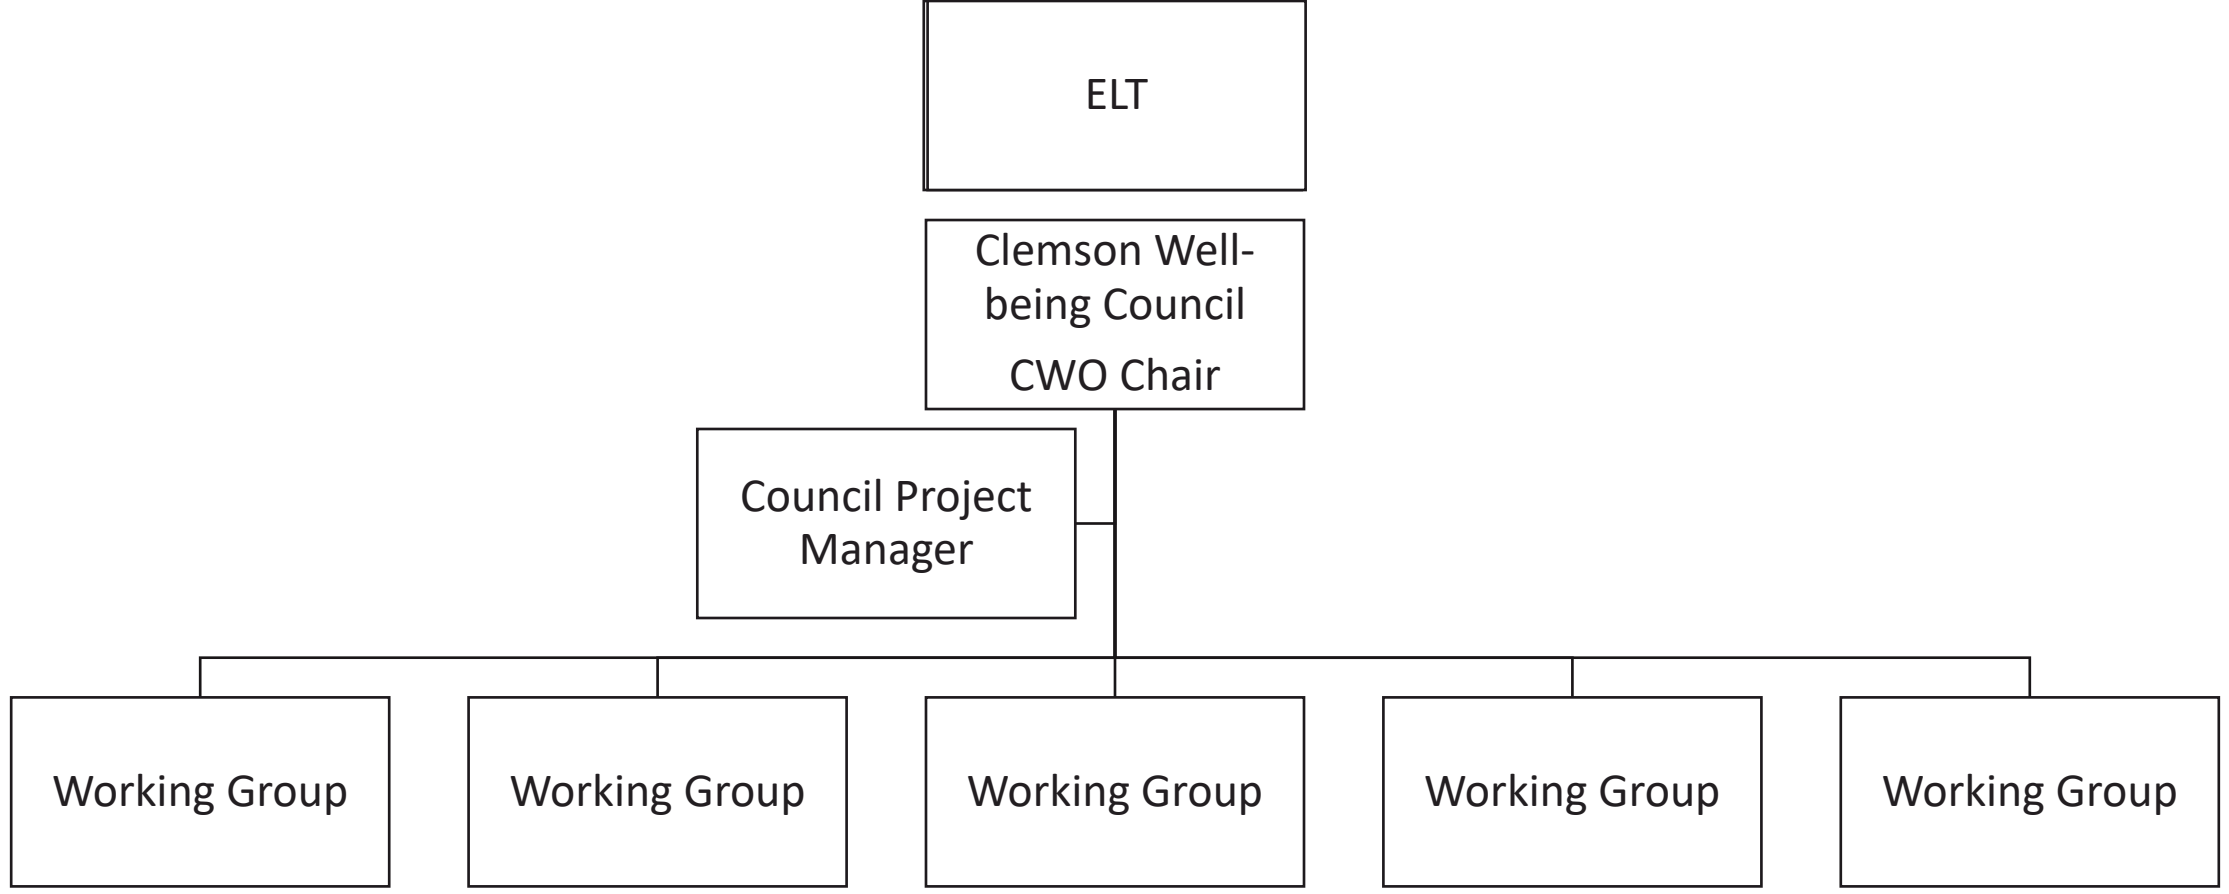 ELT
Clemson Well-
being Council
CWO Chair
Council Project
Manager
Working Group
Working Group
Working Group
Working Group
Working Group